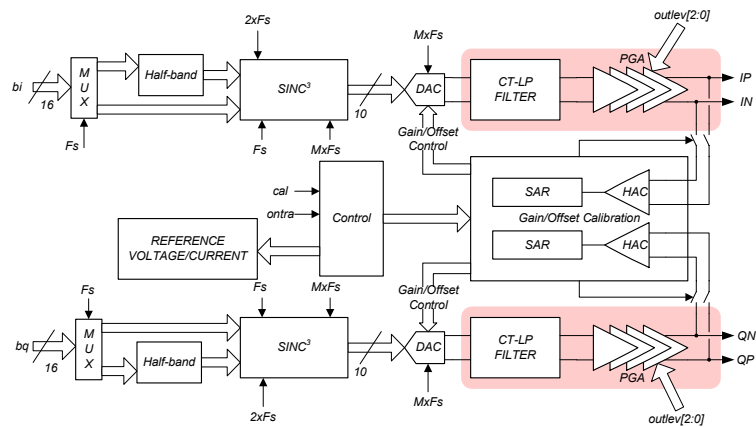 outlev[2:0]
2xFs
MxFs
PGA
IP
MUX
Half-band
SINC³
DAC
CT-LP
FILTER
bi
16
10
IN
Fs
Fs
MxFs
Gain/Offset
Control
cal
ontra
Control
SAR
HAC
Gain/Offset Calibration
SAR
HAC
REFERENCE
VOLTAGE/CURRENT
Fs
Fs
MxFs
Gain/Offset
Control
MUX
bq
16
Half-band
SINC³
10
DAC
CT-LP
FILTER
QN
QP
PGA
2xFs
MxFs
outlev[2:0]